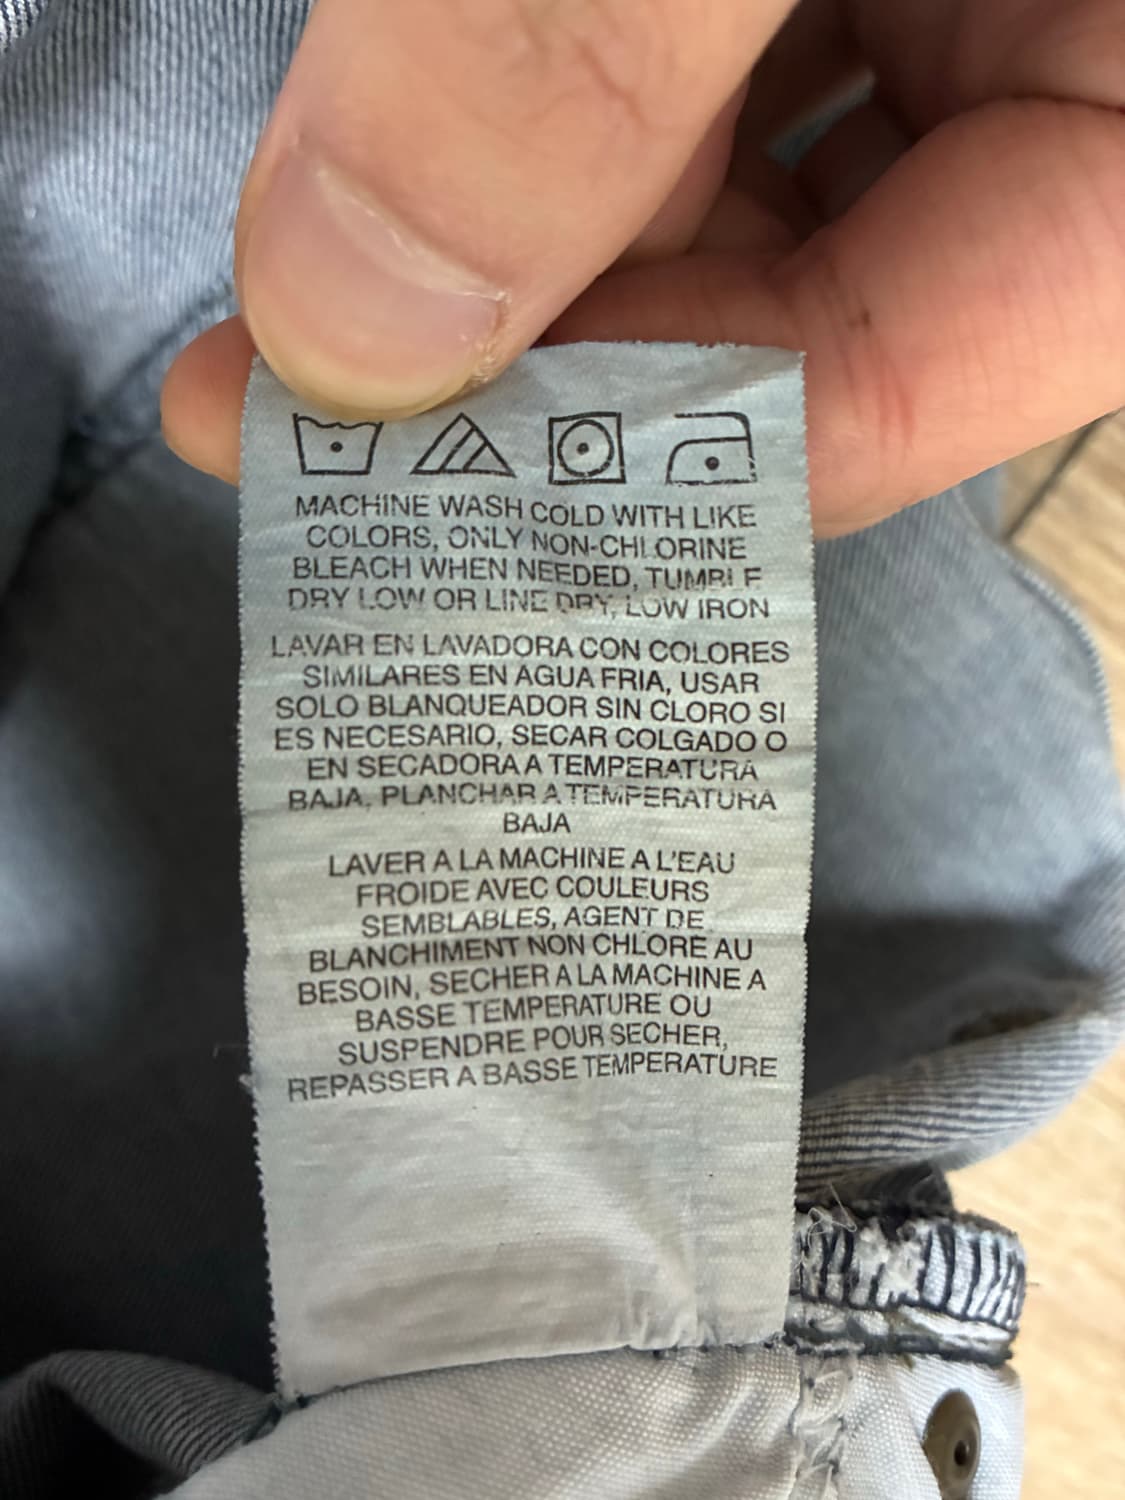 MACHINE WASH COLD WITH LIKE
COLORS, ONLY NON-CHLORINE
BLEACH WHEN NEEDED, TUMBLE
DRY LOW OR LINE DRY, LOW IRON
LAVAR EN LAVADORA CON COLORES
SIMILARES EN AGUA FRIA, USAR
SOLO BLANQUEADOR SIN CLORO SI
ES NECESARIO, SECAR COLGADO O
EN SECADORA A TEMPERATURA
BAJA, PLANCHAR A TEMPERATURA
BAJA
LAVER A LA MACHINE A L'EAU
FROIDE AVEC COULEURS
SEMBLABLES, AGENT DE
BLANCHIMENT NON CHLORE AU
BESOIN, SECHER A LA MACHINE A
BASSE TEMPERATURE OU
SUSPENDRE POUR SECHER,
REPASSER A BASSE TEMPERATURE